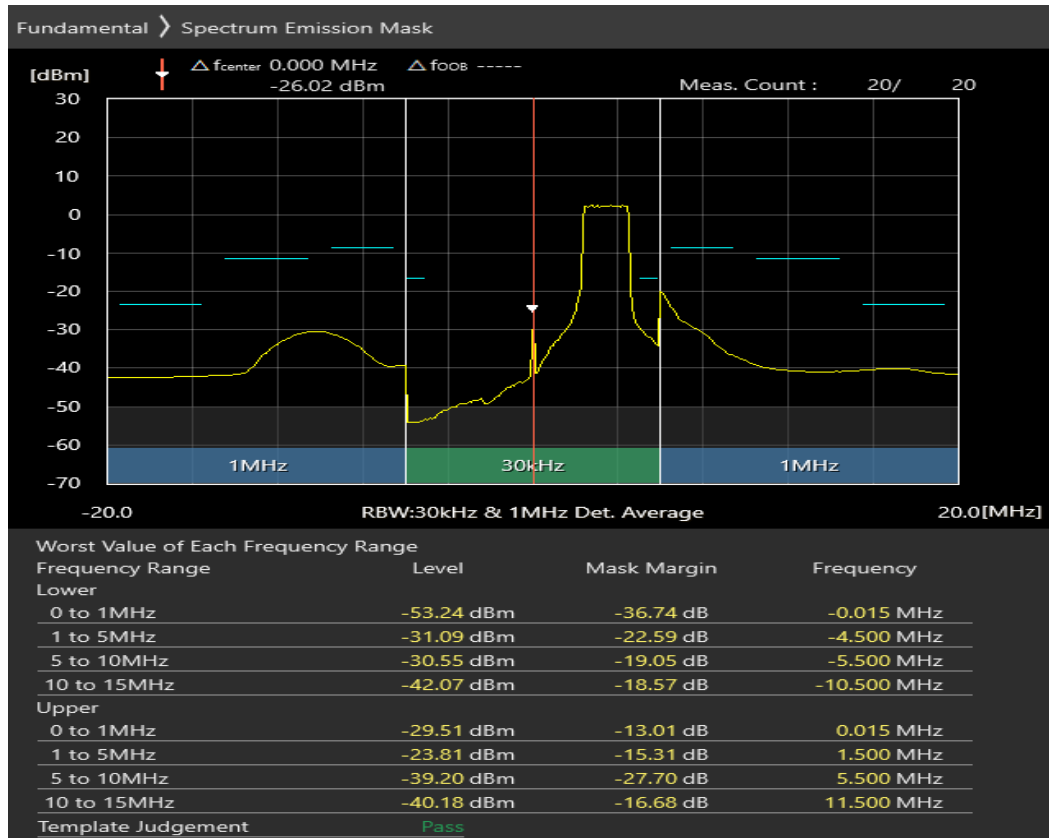 Fundamental ❯ Spectrum Emission Mask
[dBm] △ fcenter 0.000 MHz △ fOOB -----
-26.02 dBm Meas. Count : 20/ 20
30
20
10
0
-10
-20
-30
-40
-50
-60
-70
1MHz 30kHz 1MHz
-20.0 RBW:30kHz & 1MHz Det. Average 20.0[MHz]
Worst Value of Each Frequency Range
Frequency Range Level Mask Margin Frequency
Lower
0 to 1MHz -53.24 dBm -36.74 dB -0.015 MHz
1 to 5MHz -31.09 dBm -22.59 dB -4.500 MHz
5 to 10MHz -30.55 dBm -19.05 dB -5.500 MHz
10 to 15MHz -42.07 dBm -18.57 dB -10.500 MHz
Upper
0 to 1MHz -29.51 dBm -13.01 dB 0.015 MHz
1 to 5MHz -23.81 dBm -15.31 dB 1.500 MHz
5 to 10MHz -39.20 dBm -27.70 dB 5.500 MHz
10 to 15MHz -40.18 dBm -16.68 dB 11.500 MHz
Template Judgement Pass